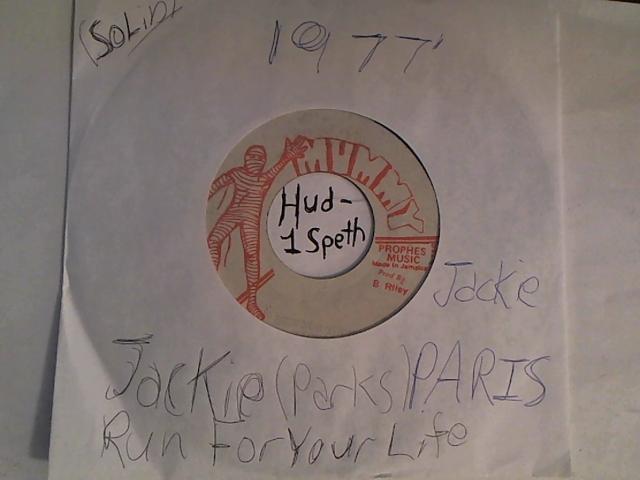 (SOLID)
1977'
MUMMY
Hud-
1 Speth
PROPHES
MUSIC
Made In Jamaica
Prod By
B. Riley
Jackie
Jackie (Parks) PARIS
Run For Your Life